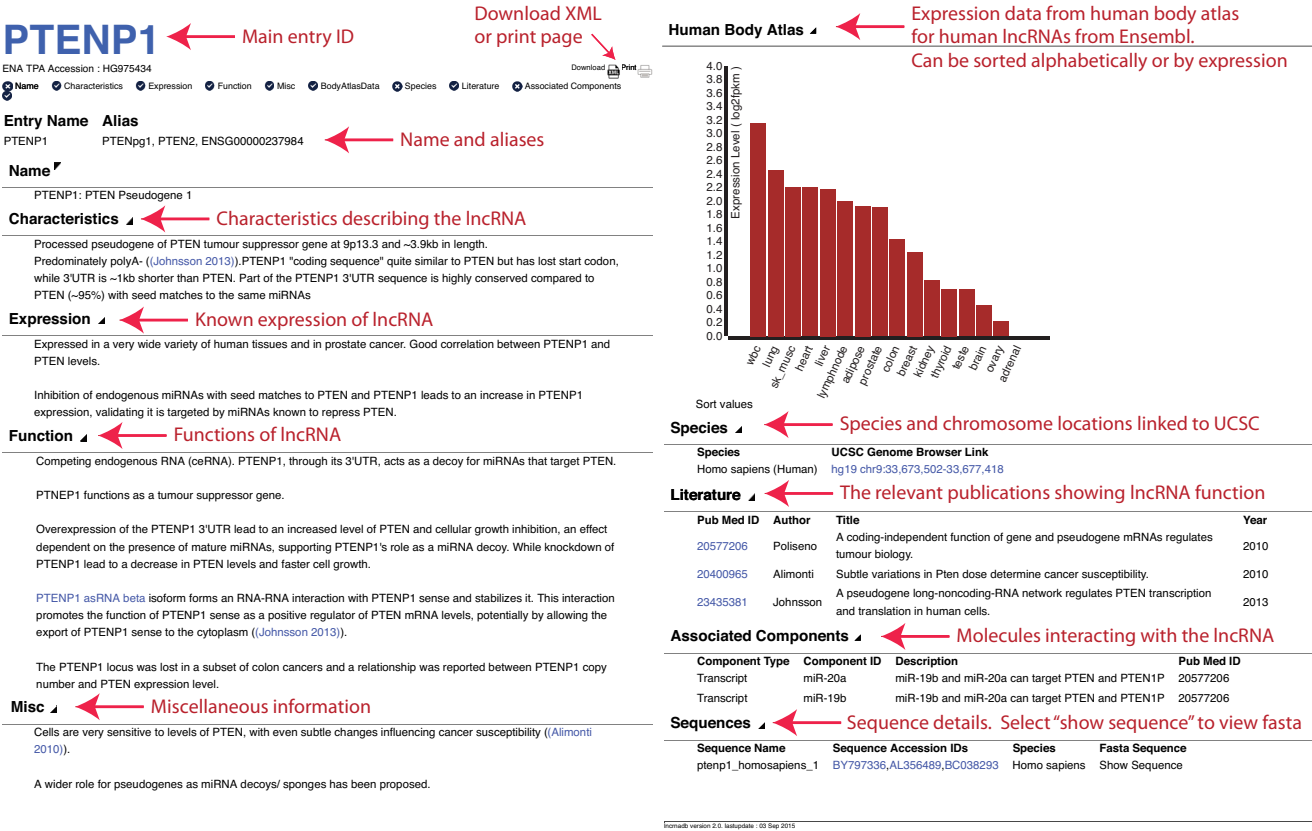 PTENP1
Main entry ID
Download XML
or print page
ENA TPA Accession : HG975434
Download XML Print
Name Characteristics Expression Function Misc BodyAtlasData Species Literature Associated Components
Entry Name Alias
PTENP1 PTENpg1, PTEN2, ENSG00000237984
Name and aliases
Name
PTENP1: PTEN Pseudogene 1
Characteristics
Characteristics describing the lncRNA
Processed pseudogene of PTEN tumour suppressor gene at 9p13.3 and ~3.9kb in length.
Predominately polyA- ((Johnsson 2013)).PTENP1 "coding sequence" quite similar to PTEN but has lost start codon,
while 3'UTR is ~1kb shorter than PTEN. Part of the PTENP1 3'UTR sequence is highly conserved compared to
PTEN (~95%) with seed matches to the same miRNAs
Expression
Known expression of lncRNA
Expressed in a very wide variety of human tissues and in prostate cancer. Good correlation between PTENP1 and
PTEN levels.
Inhibition of endogenous miRNAs with seed matches to PTEN and PTENP1 leads to an increase in PTENP1
expression, validating it is targeted by miRNAs known to repress PTEN.
Function
Functions of lncRNA
Competing endogenous RNA (ceRNA). PTENP1, through its 3'UTR, acts as a decoy for miRNAs that target PTEN.
PTNEP1 functions as a tumour suppressor gene.
Overexpression of the PTENP1 3'UTR lead to an increased level of PTEN and cellular growth inhibition, an effect
dependent on the presence of mature miRNAs, supporting PTENP1's role as a miRNA decoy. While knockdown of
PTENP1 lead to a decrease in PTEN levels and faster cell growth.
PTENP1 asRNA beta isoform forms an RNA-RNA interaction with PTENP1 sense and stabilizes it. This interaction
promotes the function of PTENP1 sense as a positive regulator of PTEN mRNA levels, potentially by allowing the
export of PTENP1 sense to the cytoplasm ((Johnsson 2013)).
The PTENP1 locus was lost in a subset of colon cancers and a relationship was reported between PTENP1 copy
number and PTEN expression level.
Misc
Miscellaneous information
Cells are very sensitive to levels of PTEN, with even subtle changes influencing cancer susceptibility ((Alimonti
2010)).
A wider role for pseudogenes as miRNA decoys/ sponges has been proposed.
Human Body Atlas
Expression data from human body atlas
for human lncRNAs from Ensembl.
Can be sorted alphabetically or by expression
Expression Level ( log2fpkm )
4.0
3.8
3.6
3.4
3.2
3.0
2.8
2.6
2.4
2.2
2.0
1.8
1.6
1.4
1.2
1.0
0.8
0.6
0.4
0.2
0.0
wbc
lung
sk_musc
heart
liver
lymphnode
adipose
prostate
colon
breast
kidney
thyroid
teste
brain
ovary
adrenal
Sort values
Species
Species and chromosome locations linked to UCSC
Species UCSC Genome Browser Link
Homo sapiens (Human) hg19 chr9:33,673,502-33,677,418
Literature
The relevant publications showing lncRNA function
Pub Med ID Author Title Year
20577206 Poliseno A coding-independent function of gene and pseudogene mRNAs regulates
tumour biology. 2010
20400965 Alimonti Subtle variations in Pten dose determine cancer susceptibility. 2010
23435381 Johnsson A pseudogene long-noncoding-RNA network regulates PTEN transcription
and translation in human cells. 2013
Associated Components
Molecules interacting with the lncRNA
Component Type Component ID Description Pub Med ID
Transcript miR-20a miR-19b and miR-20a can target PTEN and PTEN1P 20577206
Transcript miR-19b miR-19b and miR-20a can target PTEN and PTEN1P 20577206
Sequences
Sequence details. Select "show sequence" to view fasta
Sequence Name Sequence Accession IDs Species Fasta Sequence
ptenp1_homosapiens_1 BY797336,AL356489,BC038293 Homo sapiens Show Sequence
lncrnadb version 2.0. lastupdate : 03 Sep 2015